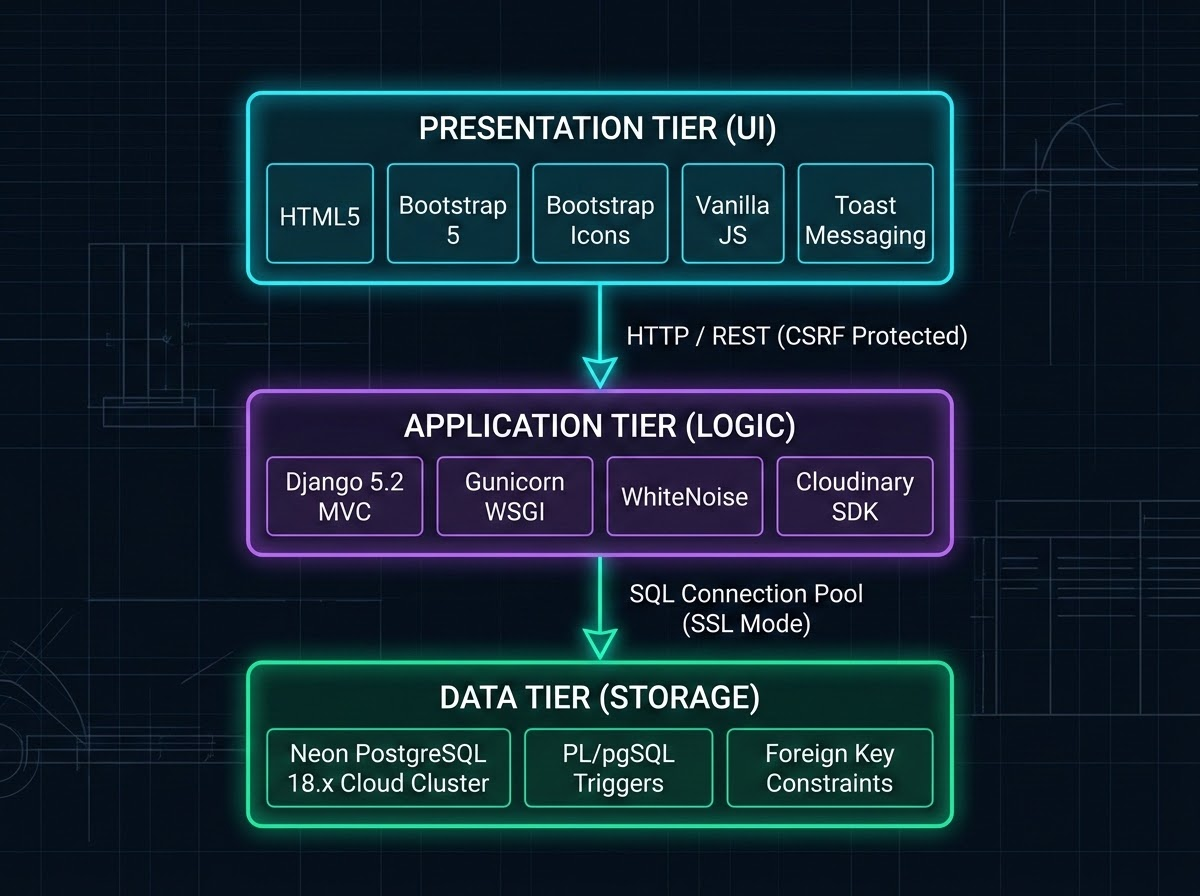 PRESENTATION TIER (UI)
HTML5
Bootstrap
5
Bootstrap
Icons
Vanilla
JS
Toast
Messaging
HTTP / REST (CSRF Protected)
APPLICATION TIER (LOGIC)
Django 5.2
MVC
Gunicorn
WSGI
WhiteNoise
Cloudinary
SDK
SQL Connection Pool
(SSL Mode)
DATA TIER (STORAGE)
Neon PostgreSQL
18.x Cloud Cluster
PL/pgSQL
Triggers
Foreign Key
Constraints